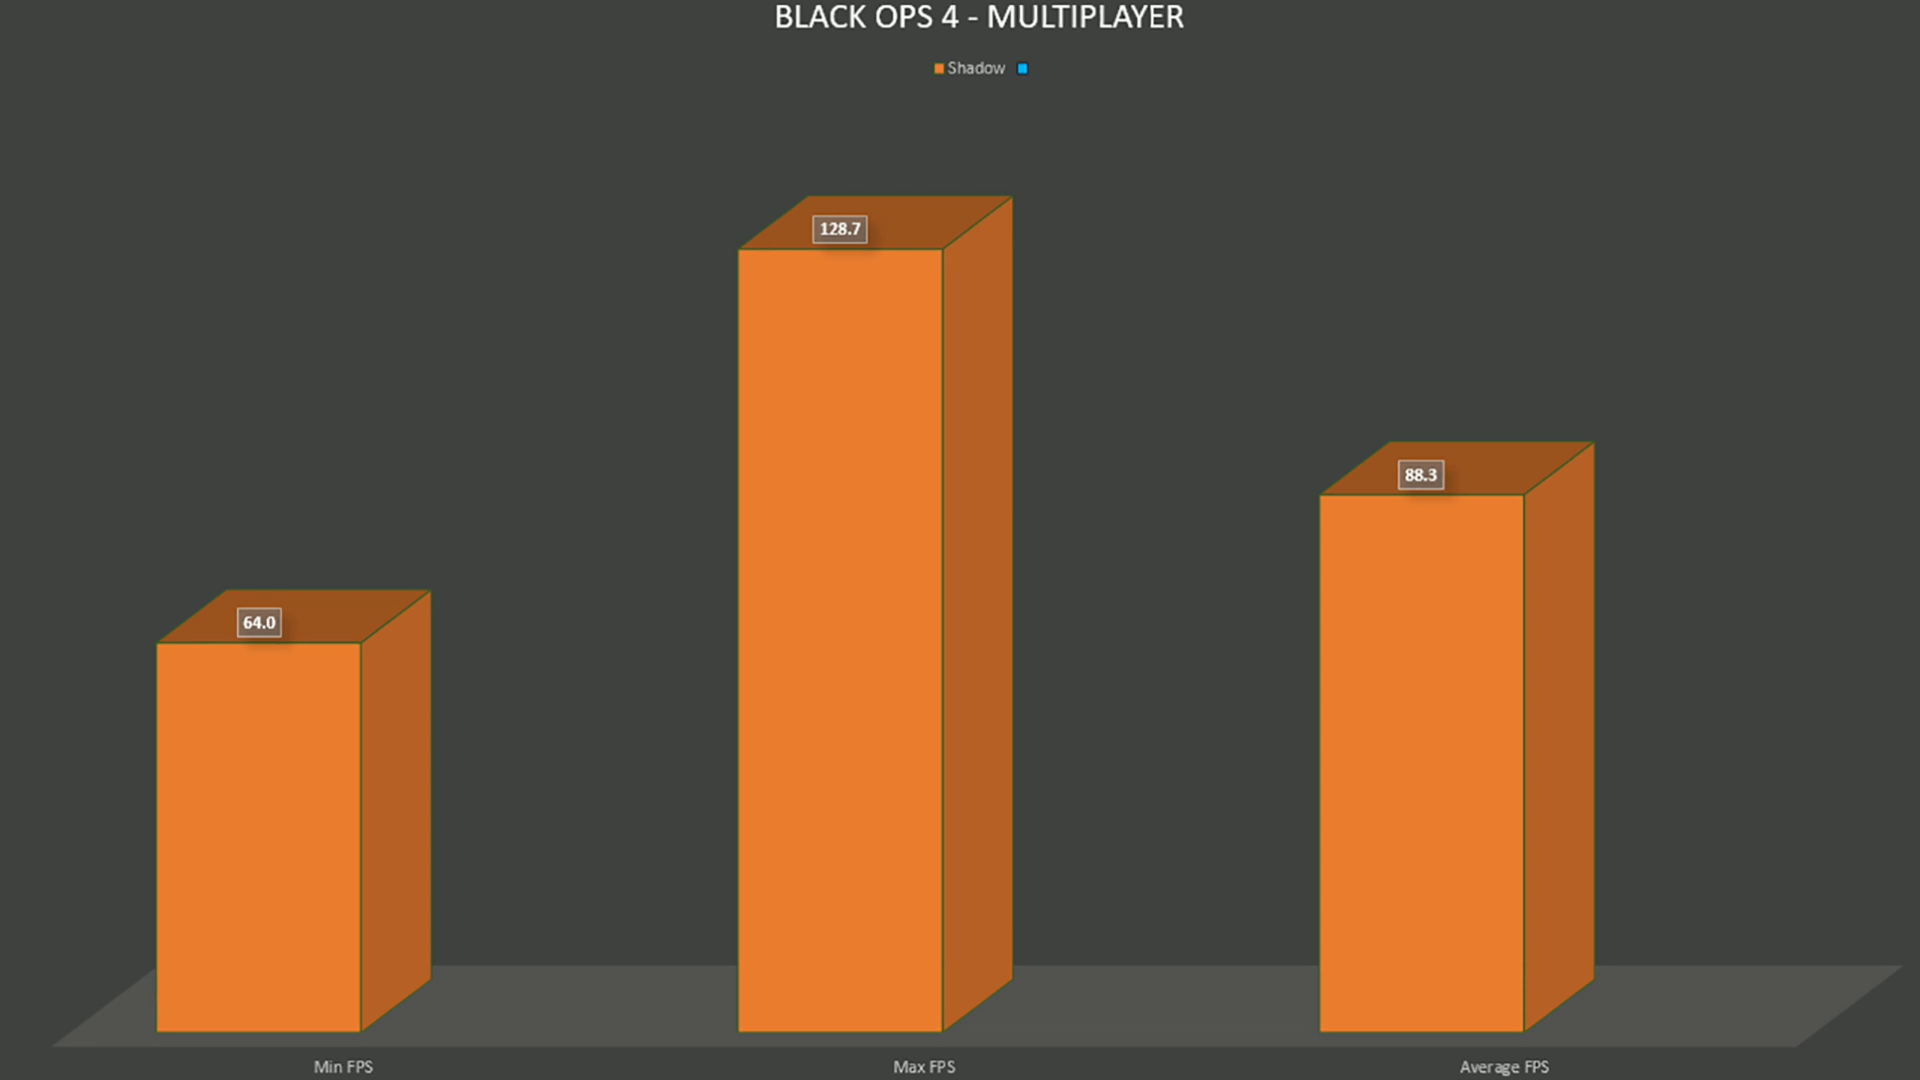 BLACK OPS 4 - MULTIPLAYER
Shadow
128.7
88.3
64.0
Min FPS
Max FPS
Average FPS